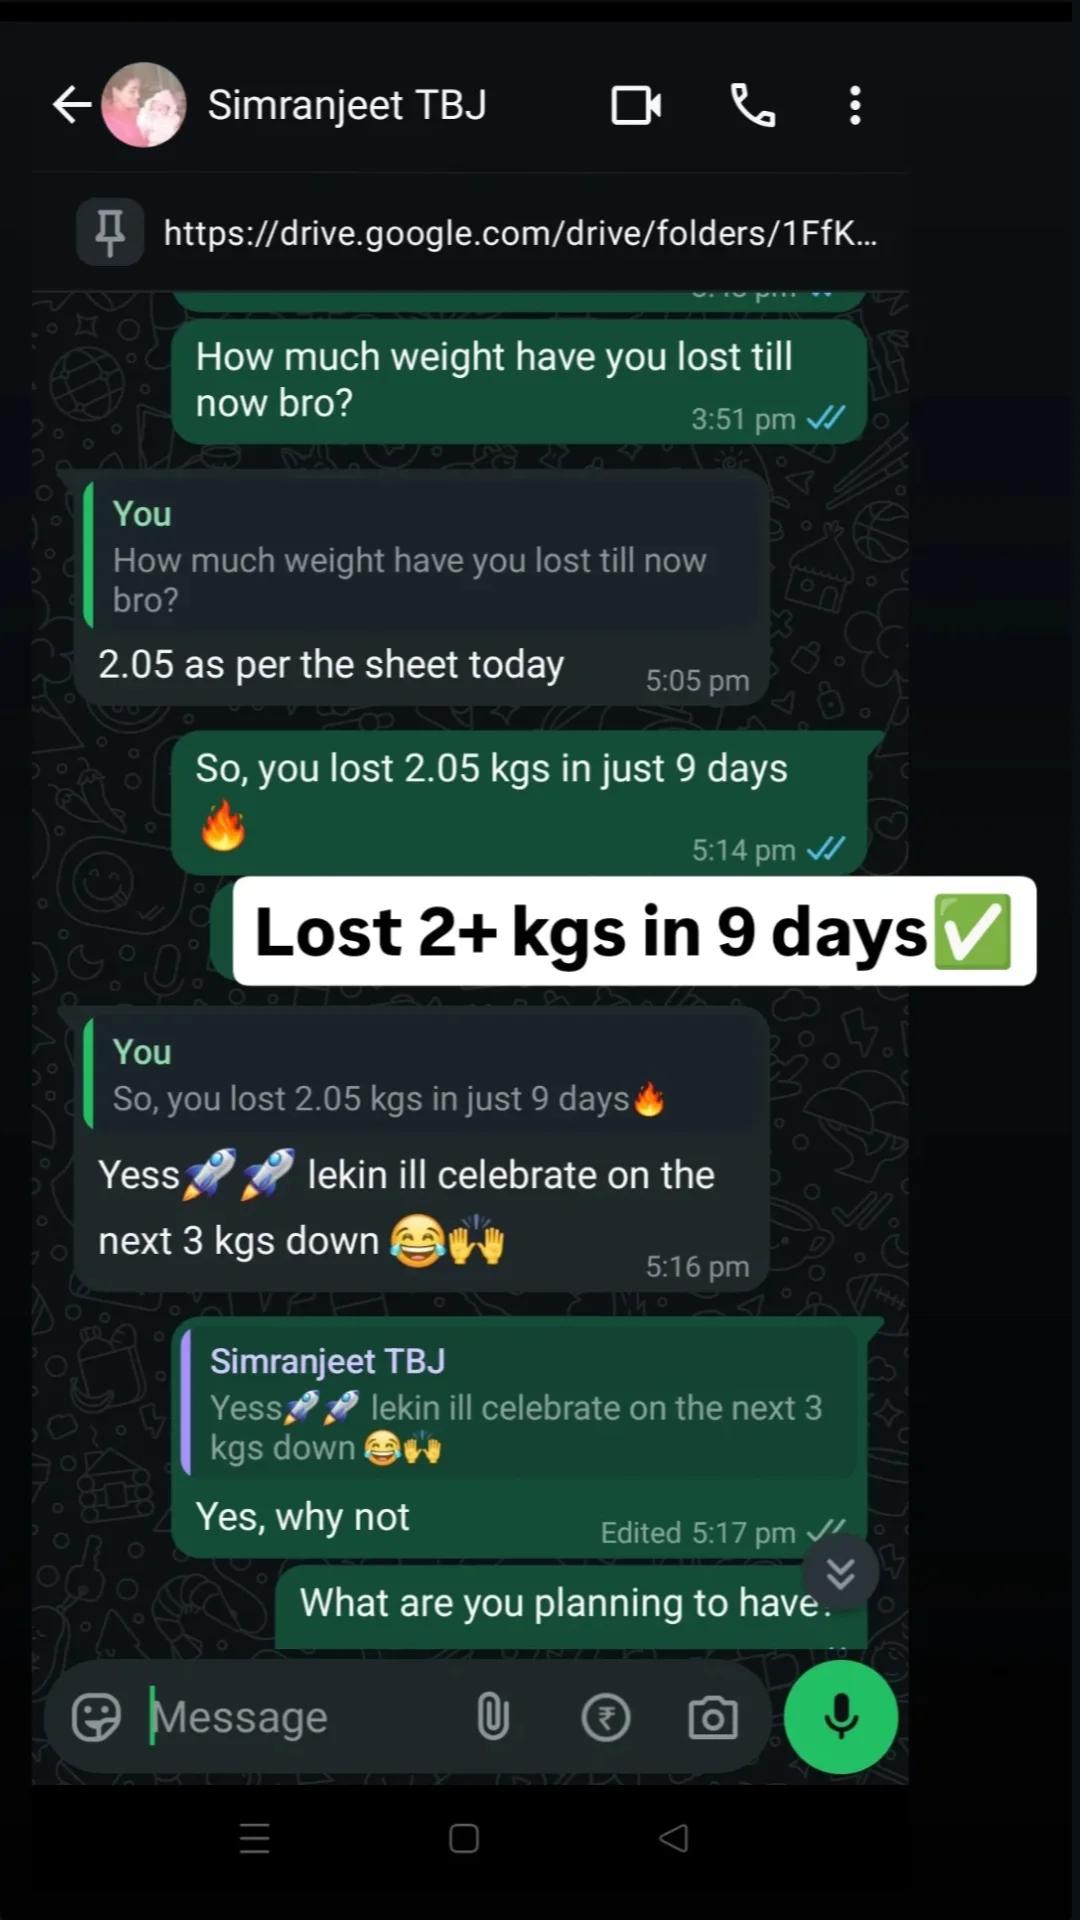 Simranjeet TBJ
https://drive.google.com/drive/folders/1FfK...
How much weight have you lost till
now bro?
3:51 pm
You
How much weight have you lost till now
bro?
2.05 as per the sheet today
5:05 pm
So, you lost 2.05 kgs in just 9 days
🔥
5:14 pm
Lost 2+ kgs in 9 days✅
You
So, you lost 2.05 kgs in just 9 days🔥
Yess🚀🚀 lekin ill celebrate on the
next 3 kgs down 😂🙌
5:16 pm
Simranjeet TBJ
Yess🚀🚀 lekin ill celebrate on the next 3
kgs down 😂🙌
Yes, why not
Edited 5:17 pm
What are you planning to have?
Message